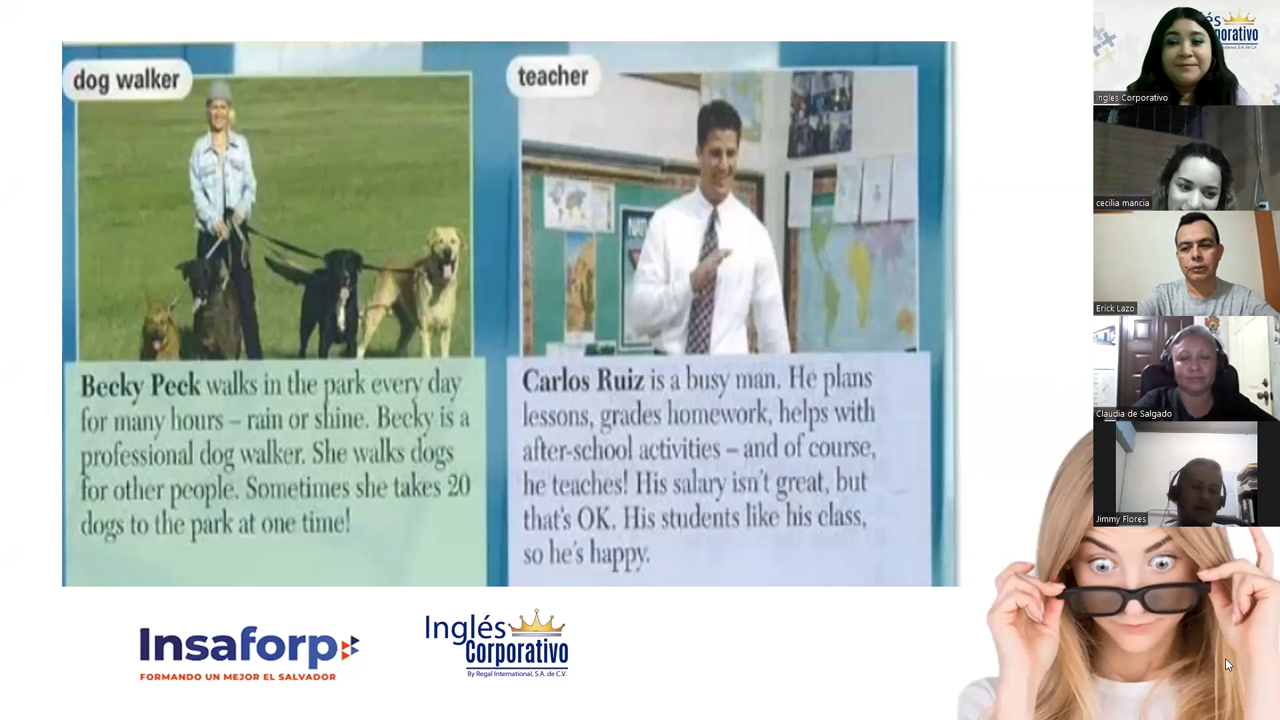 dog walker
Becky Peck walks in the park every day
for many hours – rain or shine. Becky is a
professional dog walker. She walks dogs
for other people. Sometimes she takes 20
dogs to the park at one time!
teacher
Carlos Ruiz is a busy man. He plans
lessons, grades homework, helps with
after-school activities – and of course,
he teaches! His salary isn't great, but
that's OK. His students like his class,
so he's happy.
Insaforp
FORMANDO UN MEJOR EL SALVADOR
Inglés
Corporativo
By Regal International, S.A. de C.V.
Ingles Corporativo
cecilia mancia
Erick Lazo
Claudia de Salgado
Jimmy Flores